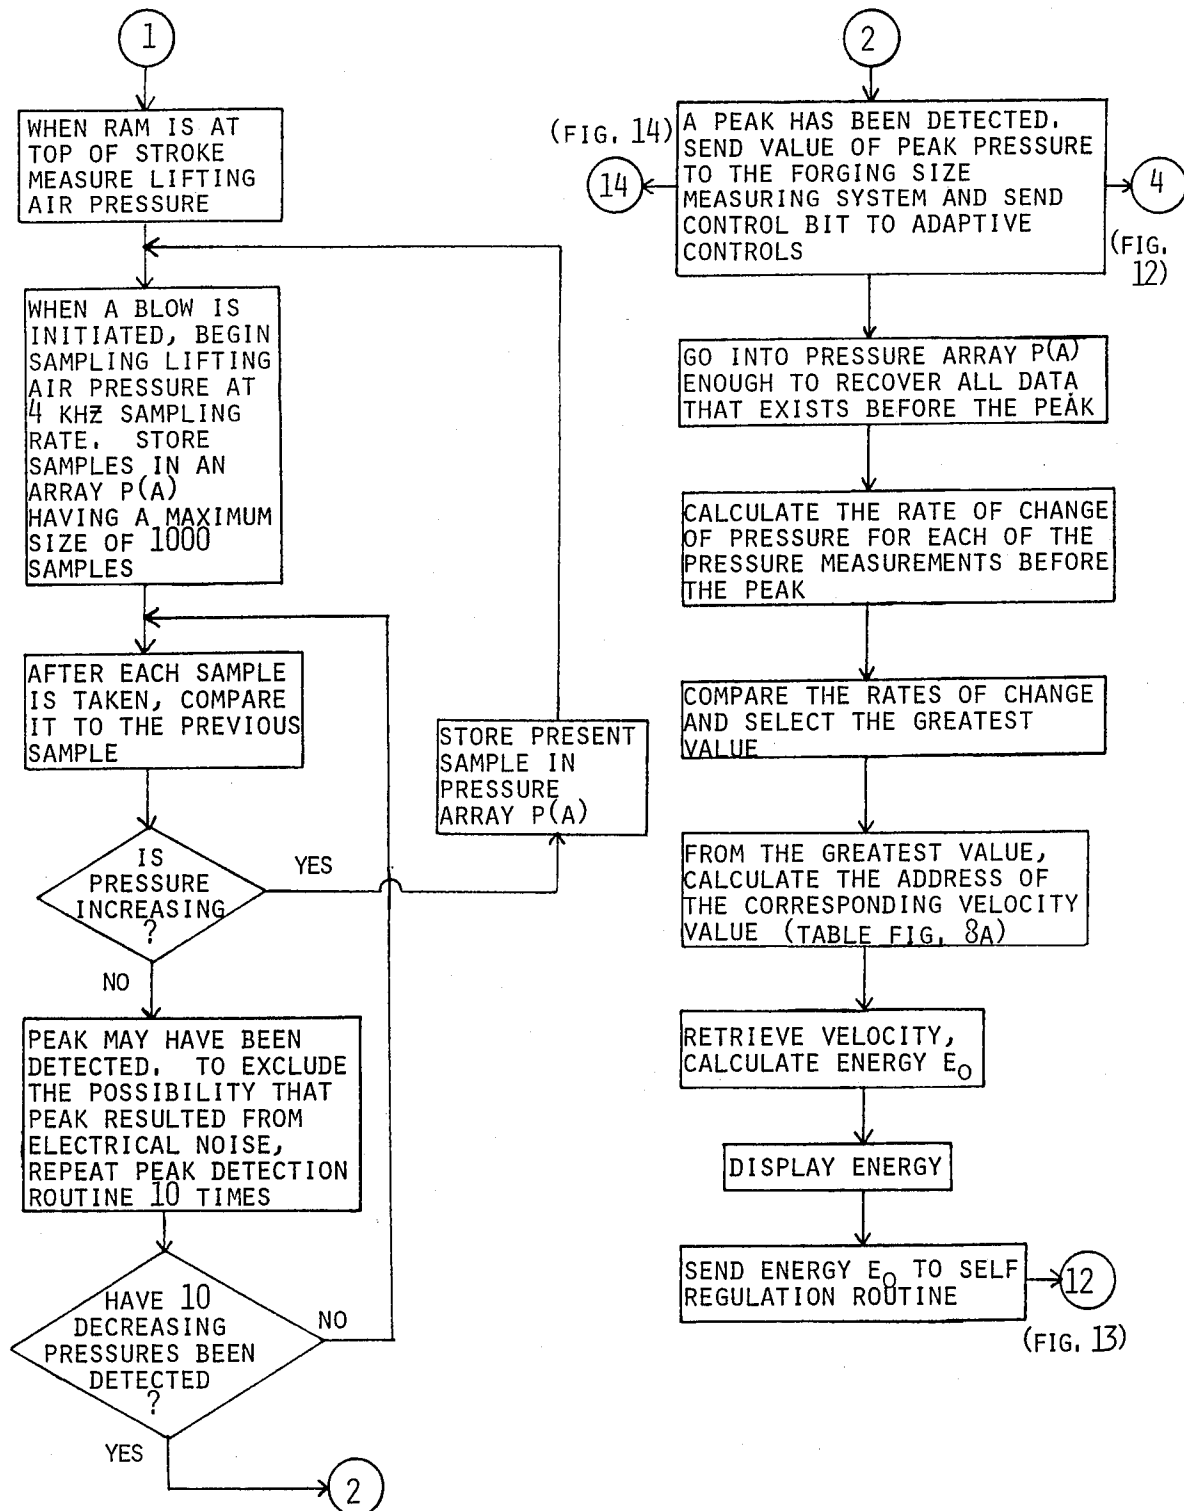 1
WHEN RAM IS AT
TOP OF STROKE
MEASURE LIFTING
AIR PRESSURE
WHEN A BLOW IS
INITIATED, BEGIN
SAMPLING LIFTING
AIR PRESSURE AT
4 KHZ SAMPLING
RATE. STORE
SAMPLES IN AN
ARRAY P(A)
HAVING A MAXIMUM
SIZE OF 1000
SAMPLES
AFTER EACH SAMPLE
IS TAKEN, COMPARE
IT TO THE PREVIOUS
SAMPLE
IS
PRESSURE
INCREASING
?
YES
STORE PRESENT
SAMPLE IN
PRESSURE
ARRAY P(A)
NO
PEAK MAY HAVE BEEN
DETECTED. TO EXCLUDE
THE POSSIBILITY THAT
PEAK RESULTED FROM
ELECTRICAL NOISE,
REPEAT PEAK DETECTION
ROUTINE 10 TIMES
HAVE 10
DECREASING
PRESSURES BEEN
DETECTED
?
NO
YES
2
2
A PEAK HAS BEEN DETECTED.
SEND VALUE OF PEAK PRESSURE
TO THE FORGING SIZE
MEASURING SYSTEM AND SEND
CONTROL BIT TO ADAPTIVE
CONTROLS
(FIG. 14)
14
4
(FIG.
12)
GO INTO PRESSURE ARRAY P(A)
ENOUGH TO RECOVER ALL DATA
THAT EXISTS BEFORE THE PEAK
CALCULATE THE RATE OF CHANGE
OF PRESSURE FOR EACH OF THE
PRESSURE MEASUREMENTS BEFORE
THE PEAK
COMPARE THE RATES OF CHANGE
AND SELECT THE GREATEST
VALUE
FROM THE GREATEST VALUE,
CALCULATE THE ADDRESS OF
THE CORRESPONDING VELOCITY
VALUE (TABLE FIG. 8A)
RETRIEVE VELOCITY,
CALCULATE ENERGY EO
DISPLAY ENERGY
SEND ENERGY EO TO SELF
REGULATION ROUTINE
12
(FIG. 13)